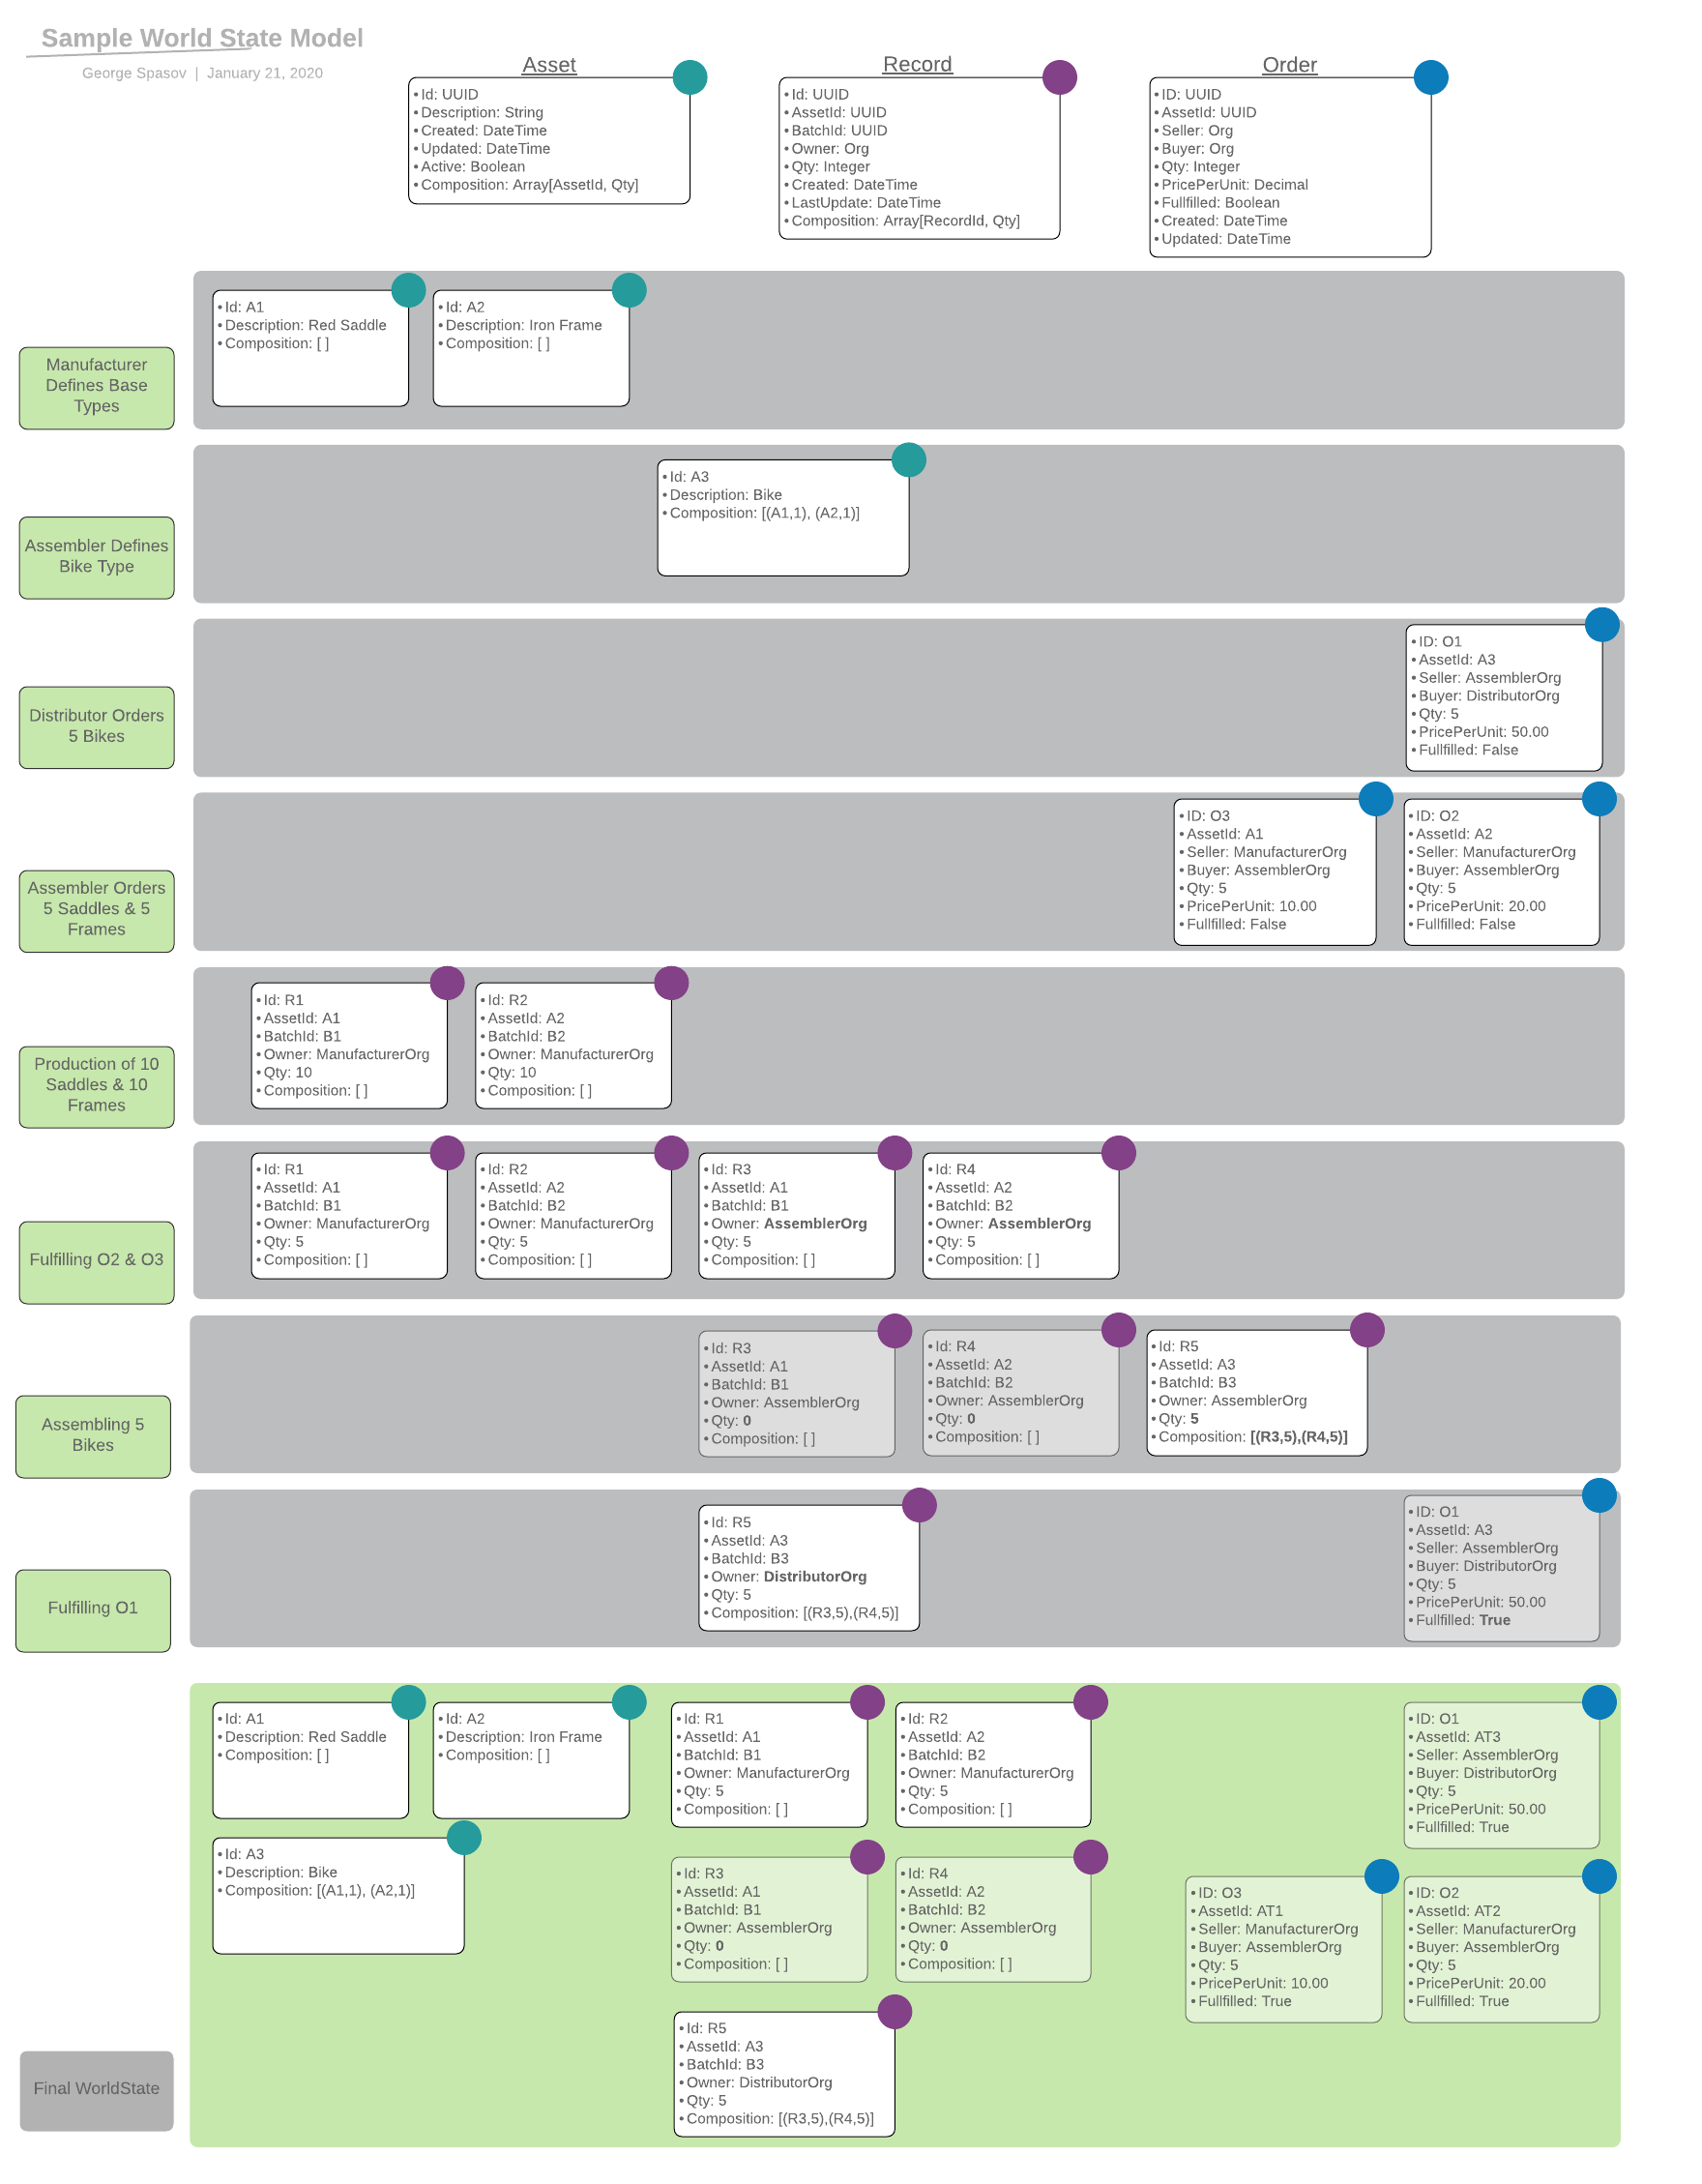 Sample World State Model
George Spasov | January 21, 2020
Asset
• Id: UUID
• Description: String
• Created: DateTime
• Updated: DateTime
• Active: Boolean
• Composition: Array[AssetId, Qty]
Record
• Id: UUID
• AssetId: UUID
• BatchId: UUID
• Owner: Org
• Qty: Integer
• Created: DateTime
• LastUpdate: DateTime
• Composition: Array[RecordId, Qty]
Order
• ID: UUID
• AssetId: UUID
• Seller: Org
• Buyer: Org
• Qty: Integer
• PricePerUnit: Decimal
• Fullfilled: Boolean
• Created: DateTime
• Updated: DateTime
Manufacturer
Defines Base
Types
• Id: A1
• Description: Red Saddle
• Composition: [ ]
• Id: A2
• Description: Iron Frame
• Composition: [ ]
Assembler Defines
Bike Type
• Id: A3
• Description: Bike
• Composition: [(A1,1), (A2,1)]
Distributor Orders
5 Bikes
• ID: O1
• AssetId: A3
• Seller: AssemblerOrg
• Buyer: DistributorOrg
• Qty: 5
• PricePerUnit: 50.00
• Fullfilled: False
Assembler Orders
5 Saddles & 5
Frames
• ID: O3
• AssetId: A1
• Seller: ManufacturerOrg
• Buyer: AssemblerOrg
• Qty: 5
• PricePerUnit: 10.00
• Fullfilled: False
• ID: O2
• AssetId: A2
• Seller: ManufacturerOrg
• Buyer: AssemblerOrg
• Qty: 5
• PricePerUnit: 20.00
• Fullfilled: False
Production of 10
Saddles & 10
Frames
• Id: R1
• AssetId: A1
• BatchId: B1
• Owner: ManufacturerOrg
• Qty: 10
• Composition: [ ]
• Id: R2
• AssetId: A2
• BatchId: B2
• Owner: ManufacturerOrg
• Qty: 10
• Composition: [ ]
Fulfilling O2 & O3
• Id: R1
• AssetId: A1
• BatchId: B1
• Owner: ManufacturerOrg
• Qty: 5
• Composition: [ ]
• Id: R2
• AssetId: A2
• BatchId: B2
• Owner: ManufacturerOrg
• Qty: 5
• Composition: [ ]
• Id: R3
• AssetId: A1
• BatchId: B1
• Owner: AssemblerOrg
• Qty: 5
• Composition: [ ]
• Id: R4
• AssetId: A2
• BatchId: B2
• Owner: AssemblerOrg
• Qty: 5
• Composition: [ ]
Assembling 5
Bikes
• Id: R3
• AssetId: A1
• BatchId: B1
• Owner: AssemblerOrg
• Qty: 0
• Composition: [ ]
• Id: R4
• AssetId: A2
• BatchId: B2
• Owner: AssemblerOrg
• Qty: 0
• Composition: [ ]
• Id: R5
• AssetId: A3
• BatchId: B3
• Owner: AssemblerOrg
• Qty: 5
• Composition: [(R3,5),(R4,5)]
Fulfilling O1
• Id: R5
• AssetId: A3
• BatchId: B3
• Owner: DistributorOrg
• Qty: 5
• Composition: [(R3,5),(R4,5)]
• ID: O1
• AssetId: A3
• Seller: AssemblerOrg
• Buyer: DistributorOrg
• Qty: 5
• PricePerUnit: 50.00
• Fullfilled: True
Final WorldState
• Id: A1
• Description: Red Saddle
• Composition: [ ]
• Id: A2
• Description: Iron Frame
• Composition: [ ]
• Id: A3
• Description: Bike
• Composition: [(A1,1), (A2,1)]
• Id: R1
• AssetId: A1
• BatchId: B1
• Owner: ManufacturerOrg
• Qty: 5
• Composition: [ ]
• Id: R2
• AssetId: A2
• BatchId: B2
• Owner: ManufacturerOrg
• Qty: 5
• Composition: [ ]
• Id: R3
• AssetId: A1
• BatchId: B1
• Owner: AssemblerOrg
• Qty: 0
• Composition: [ ]
• Id: R4
• AssetId: A2
• BatchId: B2
• Owner: AssemblerOrg
• Qty: 0
• Composition: [ ]
• Id: R5
• AssetId: A3
• BatchId: B3
• Owner: DistributorOrg
• Qty: 5
• Composition: [(R3,5),(R4,5)]
• ID: O1
• AssetId: AT3
• Seller: AssemblerOrg
• Buyer: DistributorOrg
• Qty: 5
• PricePerUnit: 50.00
• Fullfilled: True
• ID: O3
• AssetId: AT1
• Seller: ManufacturerOrg
• Buyer: AssemblerOrg
• Qty: 5
• PricePerUnit: 10.00
• Fullfilled: True
• ID: O2
• AssetId: AT2
• Seller: ManufacturerOrg
• Buyer: AssemblerOrg
• Qty: 5
• PricePerUnit: 20.00
• Fullfilled: True